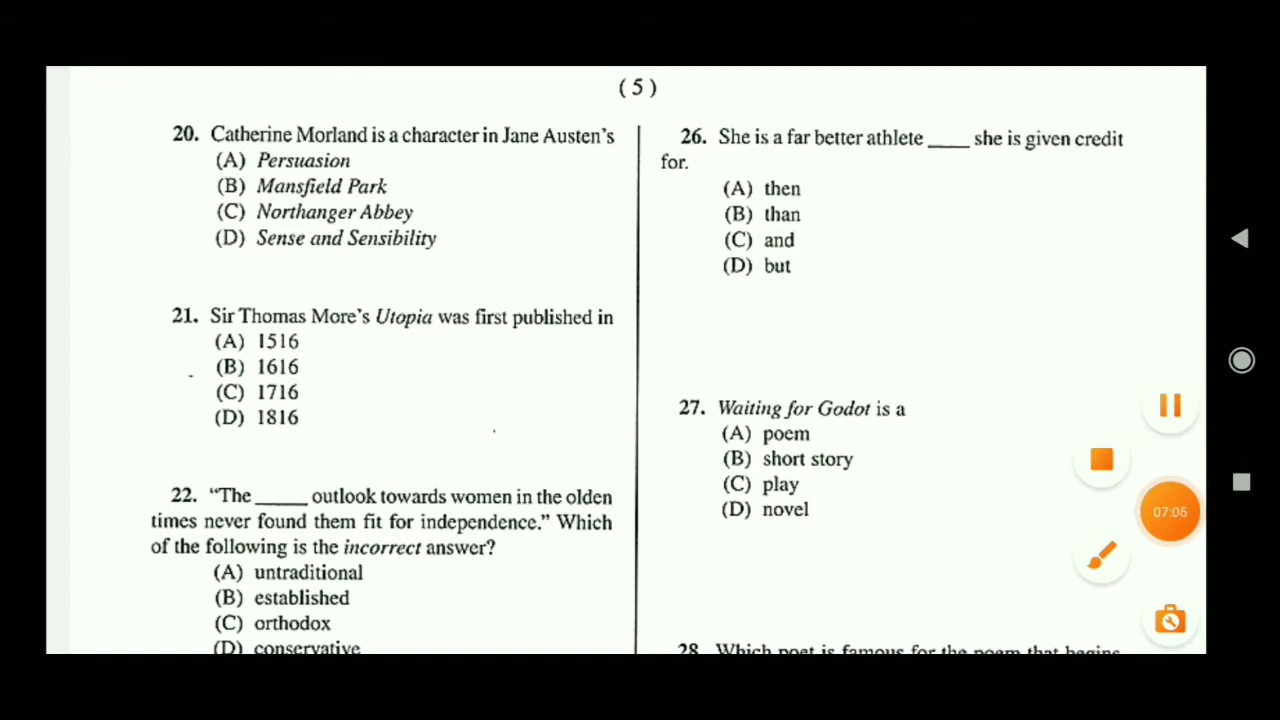 (5)
20. Catherine Morland is a character in Jane Austen's
(A) Persuasion
(B) Mansfield Park
(C) Northanger Abbey
(D) Sense and Sensibility
21. Sir Thomas More's Utopia was first published in
(A) 1516
(B) 1616
(C) 1716
(D) 1816
22. "The _____ outlook towards women in the olden
times never found them fit for independence." Which
of the following is the incorrect answer?
(A) untraditional
(B) established
(C) orthodox
(D) conservative
26. She is a far better athlete ____ she is given credit
for.
(A) then
(B) than
(C) and
(D) but
27. Waiting for Godot is a
(A) poem
(B) short story
(C) play
(D) novel
28. Which poet is famous for the poem that begins
07:05